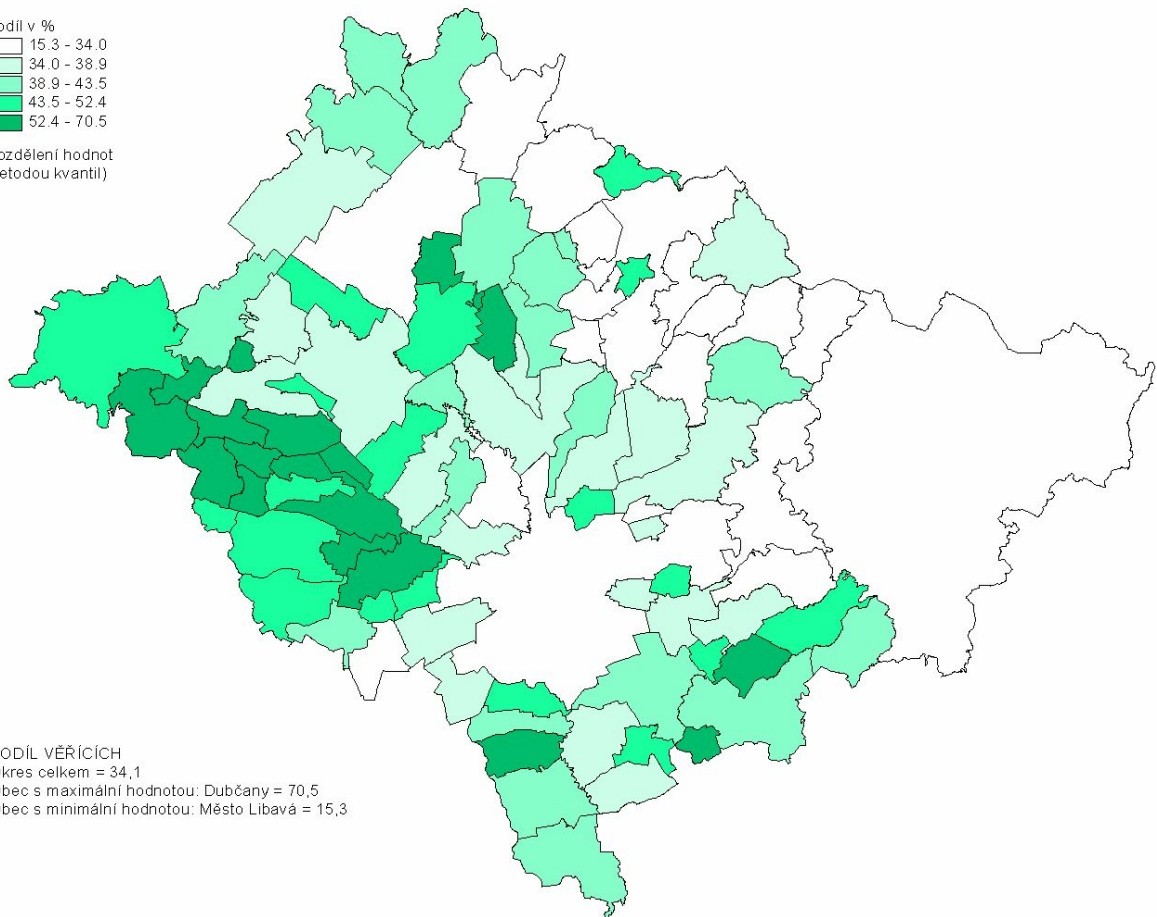 odíl v %
15.3 - 34.0
34.0 - 38.9
38.9 - 43.5
43.5 - 52.4
52.4 - 70.5
ozdělení hodnot
etodou kvantil)
ODÍL VĚŘÍCÍCH
kres celkem = 34,1
bec s maximální hodnotou: Dubčany = 70,5
bec s minimální hodnotou: Město Libavá = 15,3